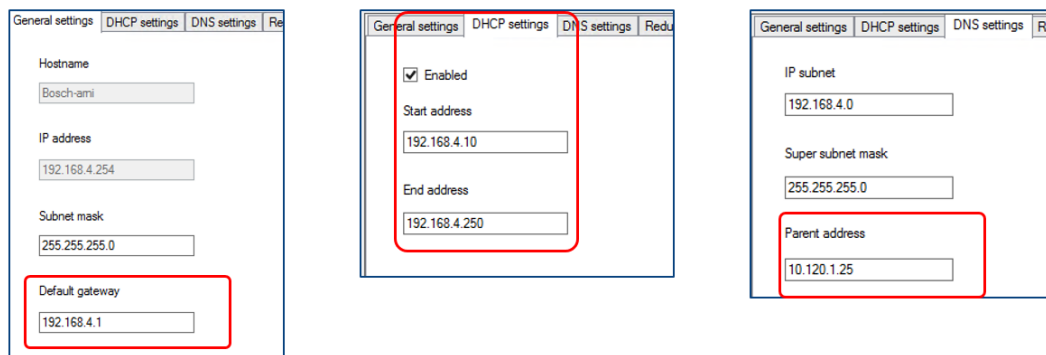 General settings DHCP settings DNS settings Re
Hostname
Bosch-ami
IP address
192.168.4.254
Subnet mask
255.255.255.0
Default gateway
192.168.4.1
General settings DHCP settings DNS settings Redu
Enabled
Start address
192.168.4.10
End address
192.168.4.250
General settings DHCP settings DNS settings R
IP subnet
192.168.4.0
Super subnet mask
255.255.255.0
Parent address
10.120.1.25